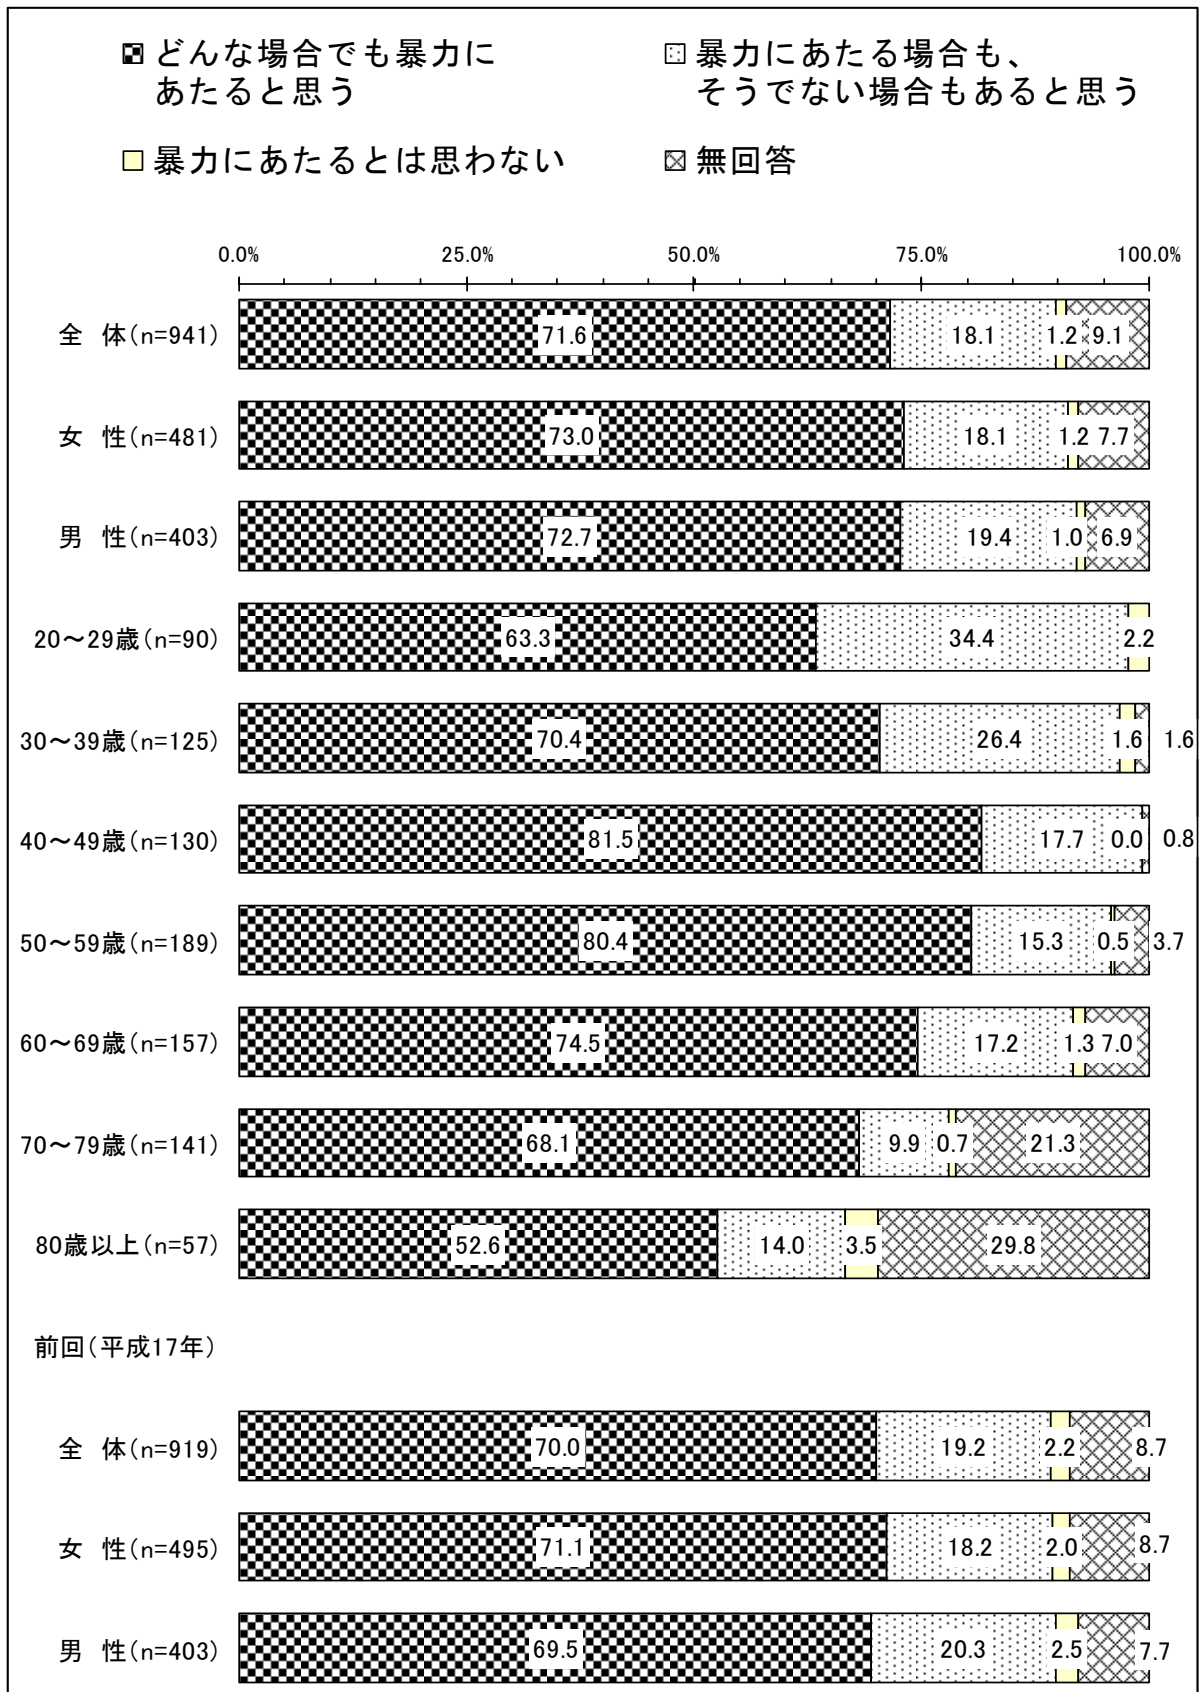 どんな場合でも暴力に
あたると思う
暴力にあたる場合も、
そうでない場合もあると思う
暴力にあたるとは思わない
無回答
0.0% 25.0% 50.0% 75.0% 100.0%
全 体(n=941) 71.6 18.1 1.2 9.1
女 性(n=481) 73.0 18.1 1.2 7.7
男 性(n=403) 72.7 19.4 1.0 6.9
20～29歳(n=90) 63.3 34.4 2.2
30～39歳(n=125) 70.4 26.4 1.6 1.6
40～49歳(n=130) 81.5 17.7 0.0 0.8
50～59歳(n=189) 80.4 15.3 0.5 3.7
60～69歳(n=157) 74.5 17.2 1.3 7.0
70～79歳(n=141) 68.1 9.9 0.7 21.3
80歳以上(n=57) 52.6 14.0 3.5 29.8
前回(平成17年)
全 体(n=919) 70.0 19.2 2.2 8.7
女 性(n=495) 71.1 18.2 2.0 8.7
男 性(n=403) 69.5 20.3 2.5 7.7